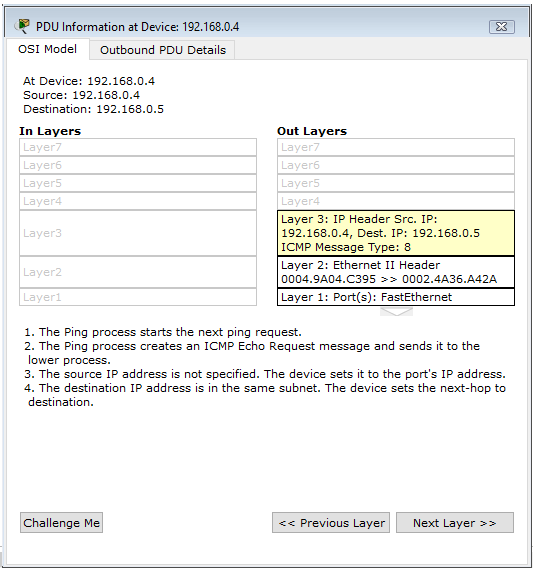 PDU Information at Device: 192.168.0.4
OSI Model
Outbound PDU Details
At Device: 192.168.0.4
Source: 192.168.0.4
Destination: 192.168.0.5
In Layers
Layer7
Layer6
Layer5
Layer4
Layer3
Layer2
Layer1
Out Layers
Layer7
Layer6
Layer5
Layer4
Layer 3: IP Header Src. IP:
192.168.0.4, Dest. IP: 192.168.0.5
ICMP Message Type: 8
Layer 2: Ethernet II Header
0004.9A04.C395 >> 0002.4A36.A42A
Layer 1: Port(s): FastEthernet
1. The Ping process starts the next ping request.
2. The Ping process creates an ICMP Echo Request message and sends it to the
lower process.
3. The source IP address is not specified. The device sets it to the port's IP address.
4. The destination IP address is in the same subnet. The device sets the next-hop to
destination.
Challenge Me
<< Previous Layer
Next Layer >>